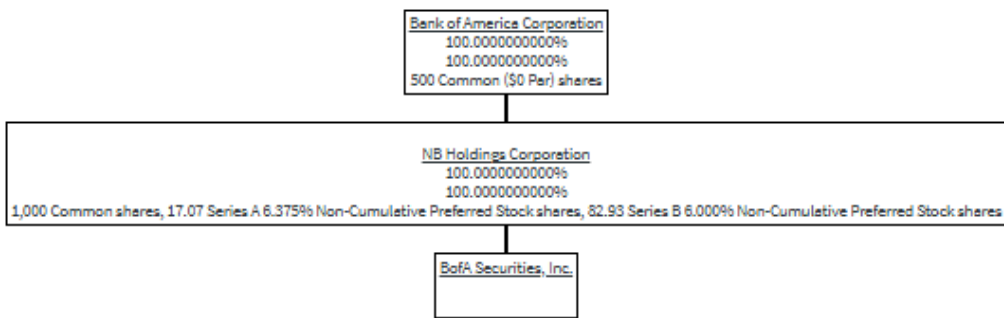 Bank of America Corporation
100.0000000000%
100.0000000000%
500 Common ($0 Par) shares
NB Holdings Corporation
100.0000000000%
100.0000000000%
1,000 Common shares, 17.07 Series A 6.375% Non-Cumulative Preferred Stock shares, 82.93 Series B 6.000% Non-Cumulative Preferred Stock shares
BofA Securities, Inc.